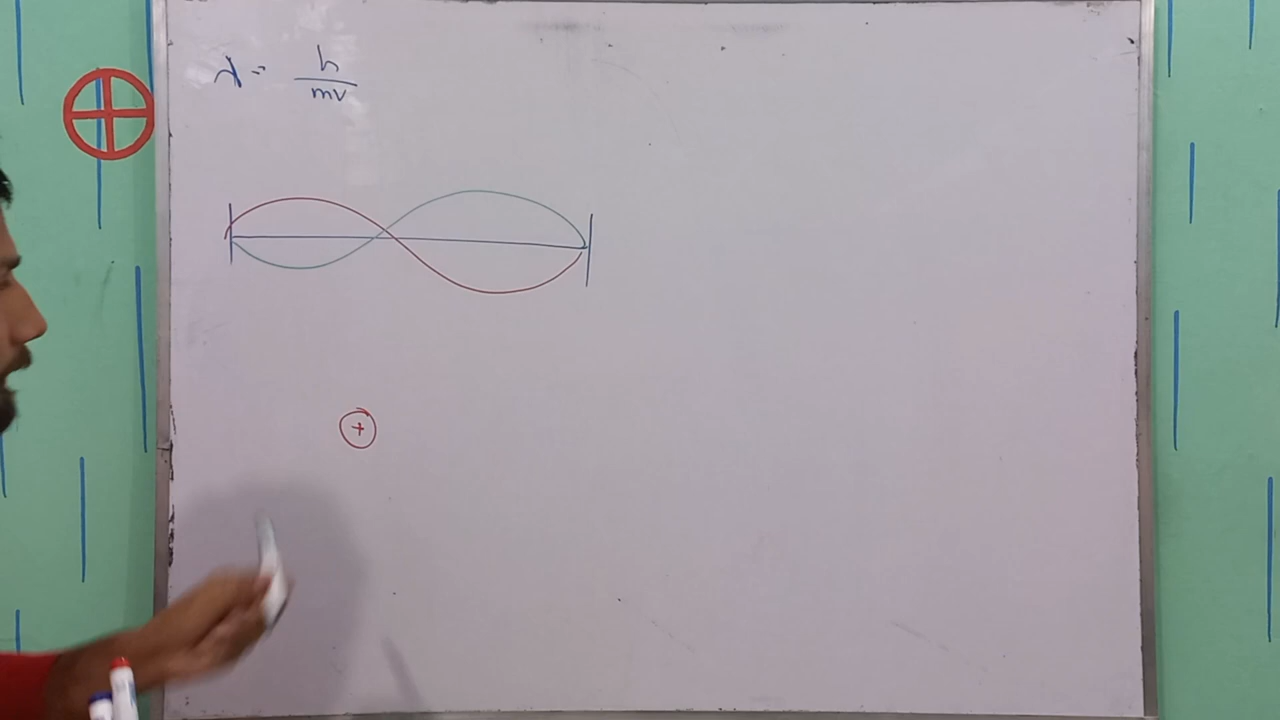 λ = h/mv
+